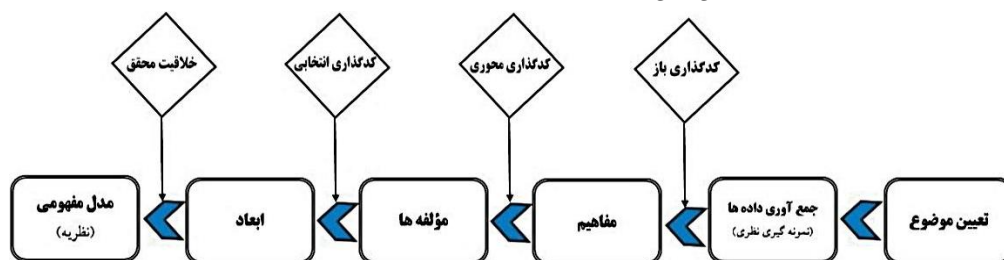 کدگذاری باز
کدگذاری محوری
کدگذاری انتخابی
خلاقیت محقق
تعیین موضوع
جمع آوری داده ها
(نمونه گیری نظری)
مفاهیم
مؤلفه ها
ابعاد
مدل مفهومی
(نظریه)